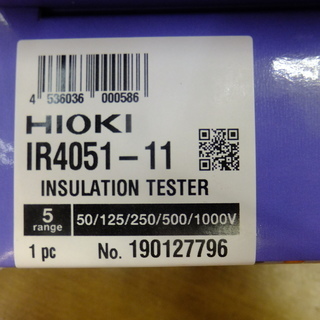 4 536036 000586
HIOKI
IR4051-11
INSULATION TESTER
5 range 50/125/250/500/1000V
1 pc No. 190127796